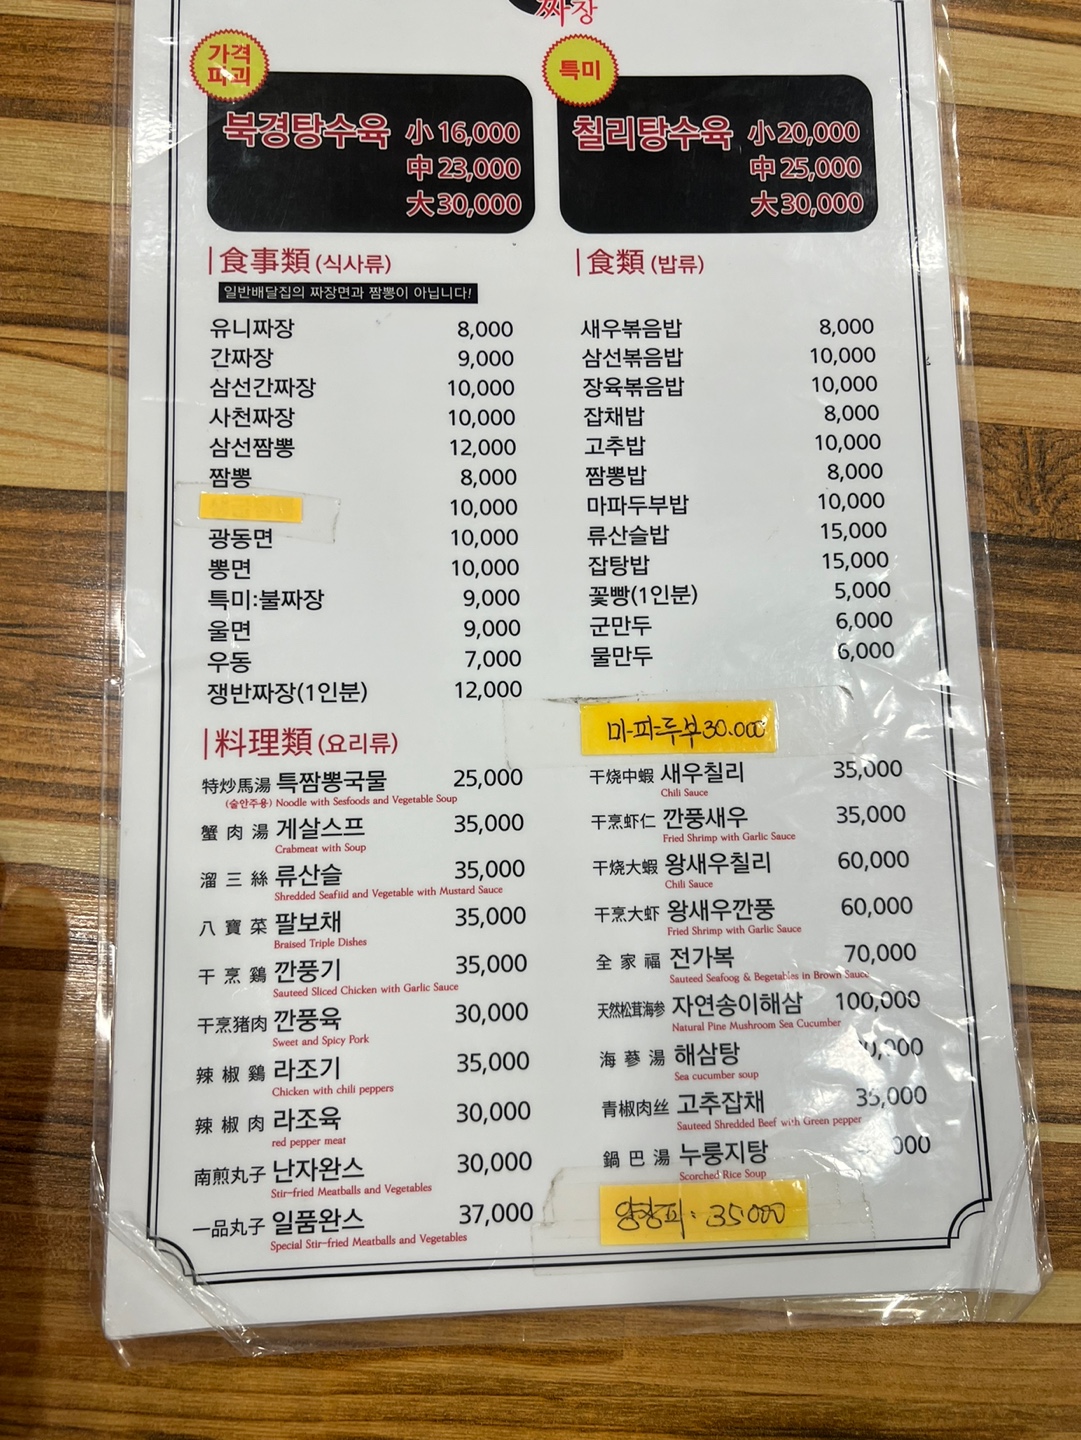 짜장
가격
파괴
북경탕수육 小 16,000
中 23,000
大 30,000
특미
칠리탕수육 小 20,000
中 25,000
大 30,000
食事類 (식사류)
일반배달집의 짜장면과 짬뽕이 아닙니다!
유니짜장 8,000
간짜장 9,000
삼선간짜장 10,000
사천짜장 10,000
삼선짬뽕 12,000
짬뽕 8,000
10,000
광동면 10,000
뽕면 10,000
특미:불짜장 9,000
울면 9,000
우동 7,000
쟁반짜장(1인분) 12,000
食類 (밥류)
새우볶음밥 8,000
삼선볶음밥 10,000
장육볶음밥 10,000
잡채밥 8,000
고추밥 10,000
짬뽕밥 8,000
마파두부밥 10,000
류산슬밥 15,000
잡탕밥 15,000
꽃빵(1인분) 5,000
군만두 6,000
물만두 6,000
料理類 (요리류)
特炒馬湯 특짬뽕국물 25,000
(술안주용) Noodle with Sesfoods and Vegetable Soup
蟹肉湯 게살스프 35,000
Crabmeat with Soup
溜三絲 류산슬 35,000
Shredded Seafiid and Vegetable with Mustard Sauce
八寶菜 팔보채 35,000
Braised Triple Dishes
干烹鷄 깐풍기 35,000
Sauteed Sliced Chicken with Garlic Sauce
干烹猪肉 깐풍육 30,000
Sweet and Spicy Pork
辣椒鷄 라조기 35,000
Chicken with chili peppers
辣椒肉 라조육 30,000
red pepper meat
南煎丸子 난자완스 30,000
Stir-fried Meatballs and Vegetables
一品丸子 일품완스 37,000
Special Stir-fried Meatballs and Vegetables
마파두부 30.000
干烧中蝦 새우칠리 35,000
Chili Sauce
干烹虾仁 깐풍새우 35,000
Fried Shrimp with Garlic Sauce
干烧大蝦 왕새우칠리 60,000
Chili Sauce
干烹大虾 왕새우깐풍 60,000
Fried Shrimp with Garlic Sauce
全家福 전가복 70,000
Sauteed Seafoog & Begetables in Brown Sauce
天然松茸海参 자연송이해삼 100,000
Natural Pine Mushroom Sea Cucumber
海蔘湯 해삼탕
Sea cucumber soup
青椒肉丝 고추잡채 35,000
Sauteed Shredded Beef with Green pepper
鍋巴湯 누룽지탕
Scorched Rice Soup
양장피 : 35.000